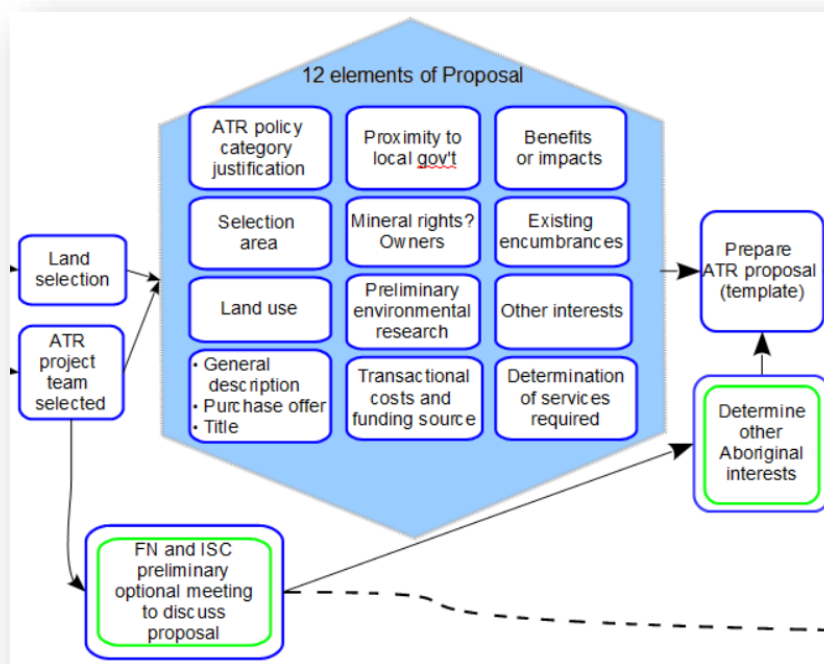 12 elements of Proposal
ATR policy
category
justification
Proximity to
local gov't
Benefits
or impacts
Selection
area
Mineral rights?
Owners
Existing
encumbrances
Land use
Preliminary
environmental
research
Other interests
• General
description
• Purchase offer
• Title
Transactional
costs and
funding source
Determination
of services
required
Land
selection
ATR
project
team
selected
Prepare
ATR proposal
(template)
Determine
other
Aboriginal
interests
FN and ISC
preliminary
optional meeting
to discuss
proposal